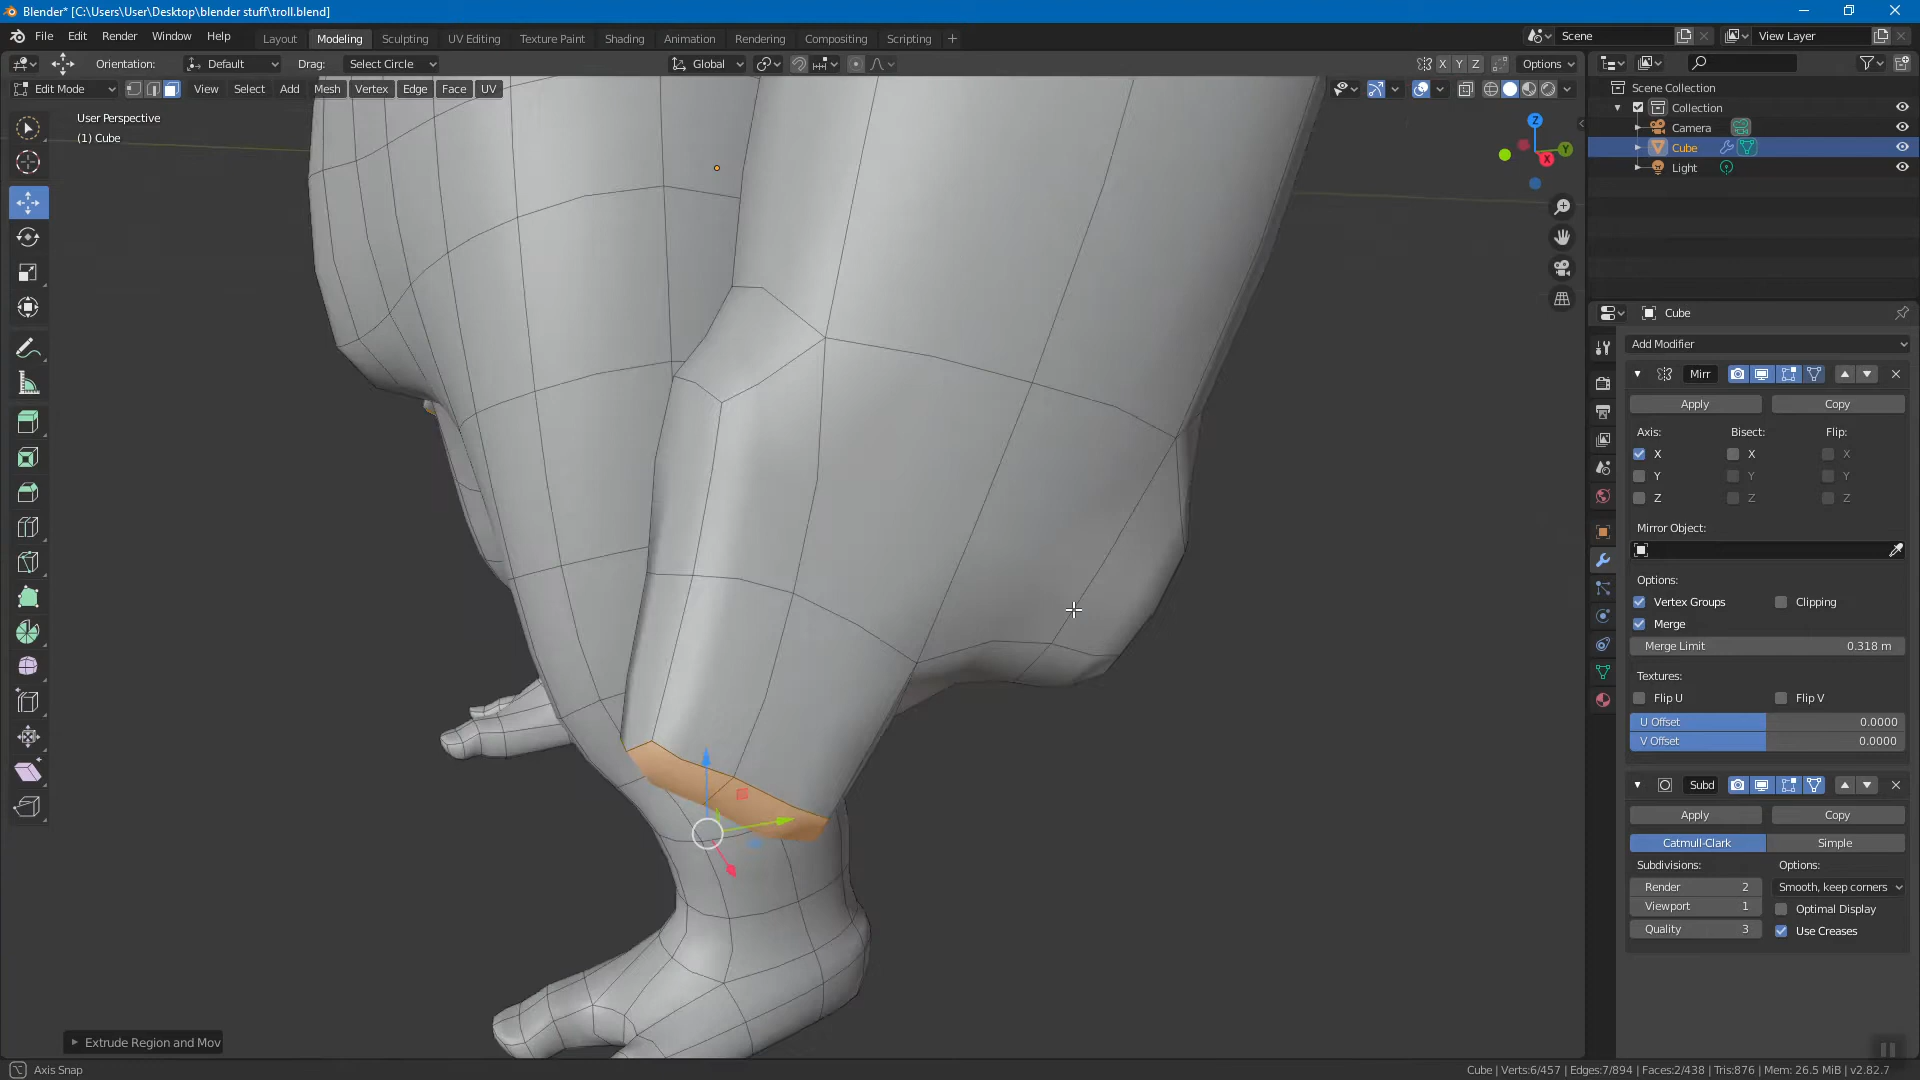 Blender* [C:\Users\User\Desktop\blender stuff\troll.blend]
File Edit Render Window Help Layout Modeling Sculpting UV Editing Texture Paint Shading Animation Rendering Compositing Scripting Scene View Layer
Orientation: Default Drag: Select Circle Global X Y Z Options
Edit Mode View Select Add Mesh Vertex Edge Face UV
User Perspective
(1) Cube
Z
Y
X
Scene Collection
Collection
Camera
Cube
Light
Cube
Add Modifier
Mirr
Apply Copy
Axis: Bisect: Flip:
X X X
Y Y Y
Z Z Z
Mirror Object:
Options:
Vertex Groups Clipping
Merge
Merge Limit 0.318 m
Textures:
Flip U Flip V
U Offset 0.0000
V Offset 0.0000
Subd
Apply Copy
Catmull-Clark Simple
Subdivisions: Options:
Render 2 Smooth, keep corners
Viewport 1 Optimal Display
Quality 3 Use Creases
Extrude Region and Mov
Axis Snap
Cube | Verts:6/457 | Edges:7/894 | Faces:2/438 | Tris:876 | Mem: 26.5 MiB | v2.82.7